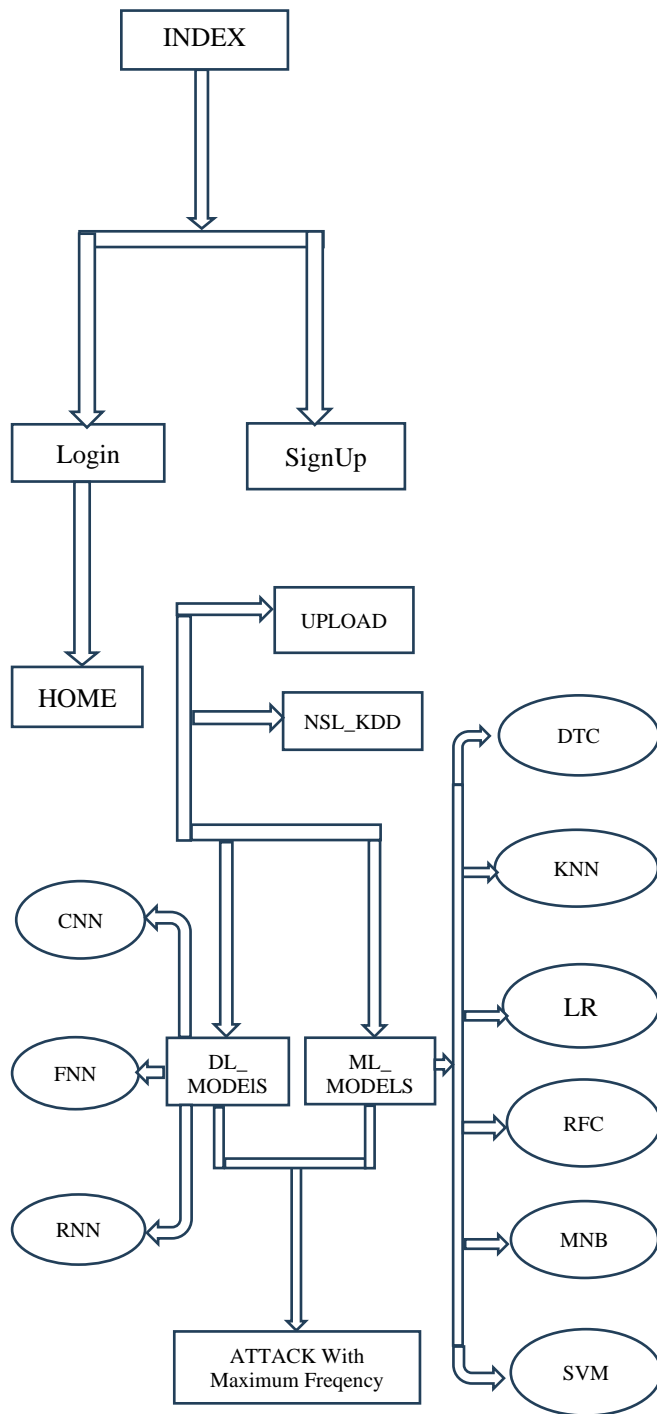 INDEX
Login
SignUp
UPLOAD
HOME
NSL_KDD
DTC
KNN
CNN
LR
DL_
MODElS
ML_
MODELS
FNN
RFC
RNN
MNB
ATTACK With
Maximum Freqency
SVM